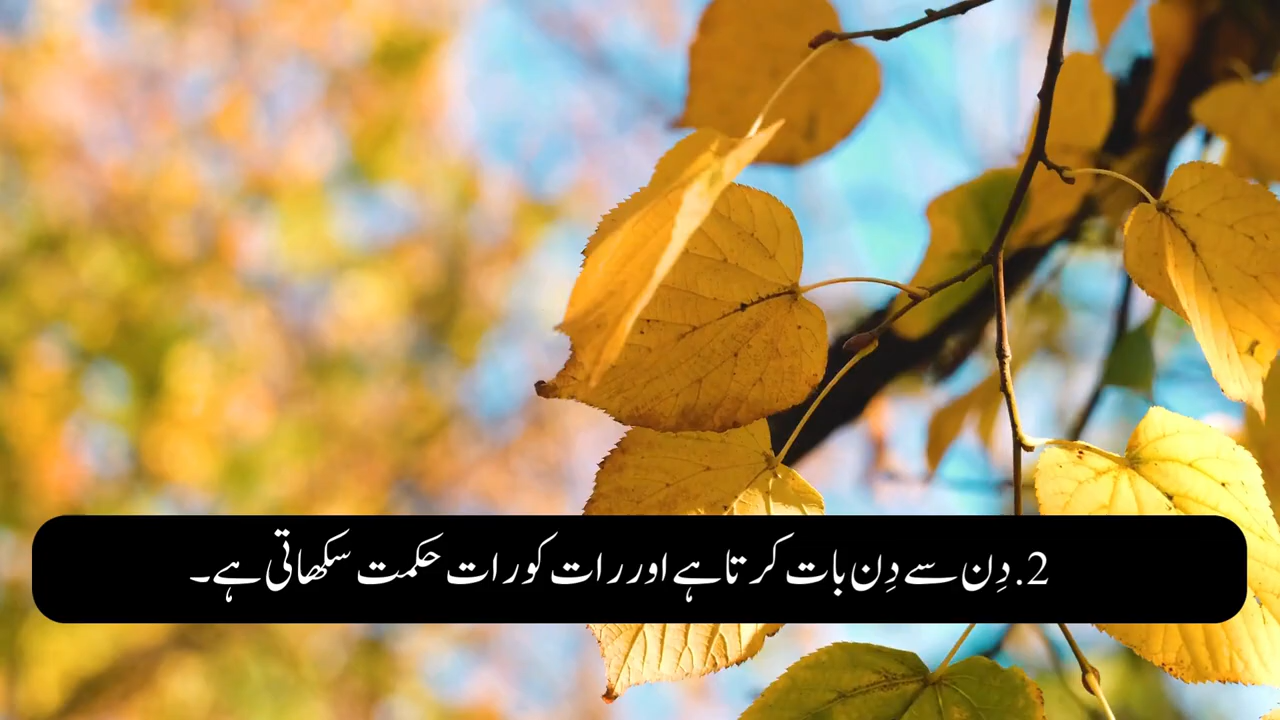 2. دِن سے دِن بات کرتا ہے اور رات کو رات حکمت سکھاتی ہے۔